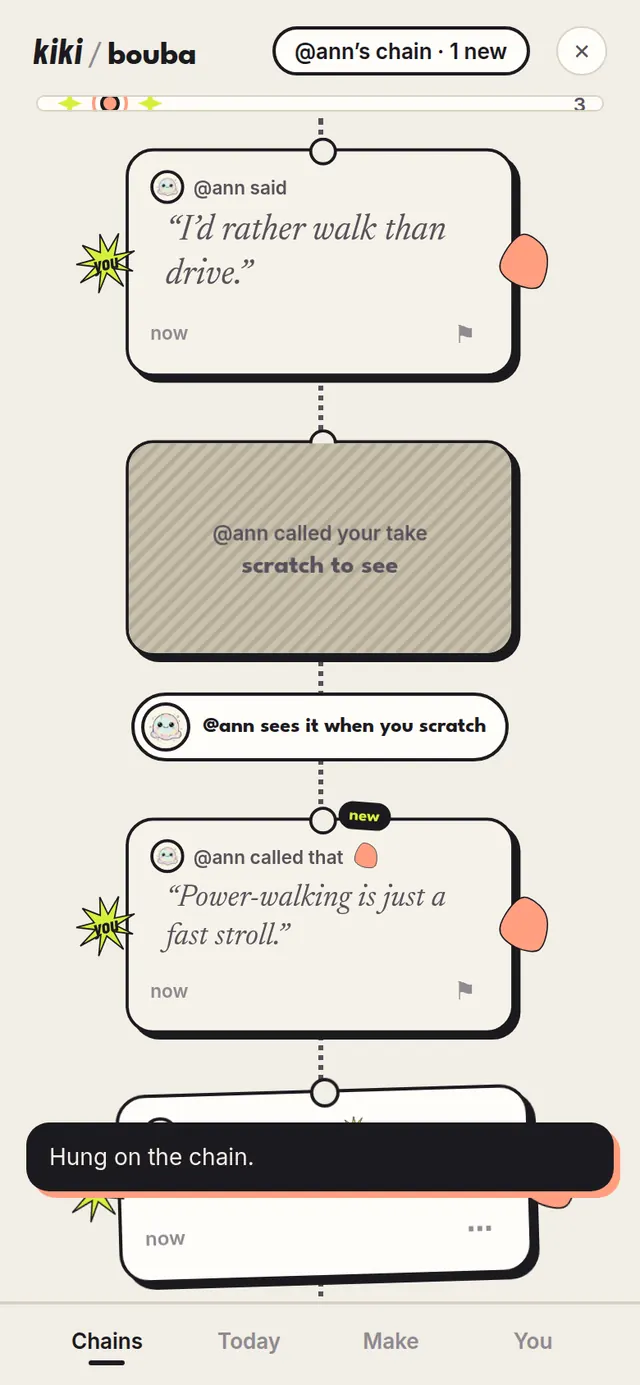 kiki / bouba
@ann's chain · 1 new
×
3
@ann said
“I’d rather walk than
drive.”
YOU
now
@ann called your take
scratch to see
@ann sees it when you scratch
new
@ann called that
“Power-walking is just a
fast stroll.”
YOU
now
Hung on the chain.
now
...
Chains
Today
Make
You